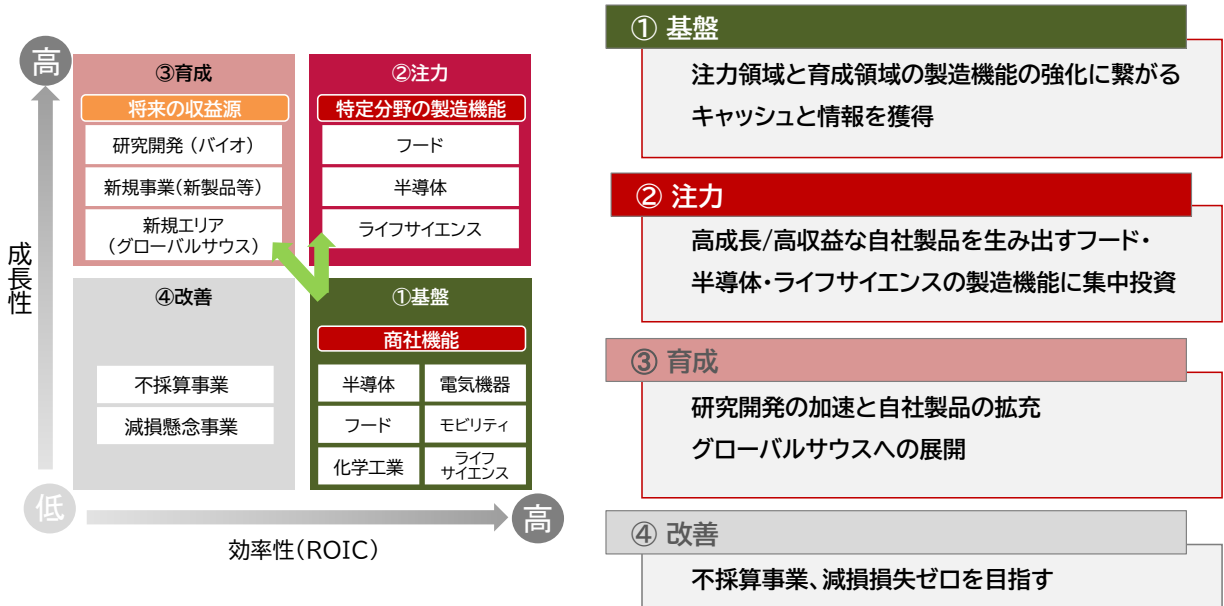 高
③育成
将来の収益源
研究開発 (バイオ)
新規事業(新製品等)
新規エリア
(グローバルサウス)
②注力
特定分野の製造機能
フード
半導体
ライフサイエンス
成長性
④改善
不採算事業
減損懸念事業
①基盤
商社機能
半導体
電気機器
フード
モビリティ
化学工業
ライフ
サイエンス
低
高
効率性(ROIC)
① 基盤
注力領域と育成領域の製造機能の強化に繋がる
キャッシュと情報を獲得
② 注力
高成長/高収益な自社製品を生み出すフード・
半導体・ライフサイエンスの製造機能に集中投資
③ 育成
研究開発の加速と自社製品の拡充
グローバルサウスへの展開
④ 改善
不採算事業、減損損失ゼロを目指す